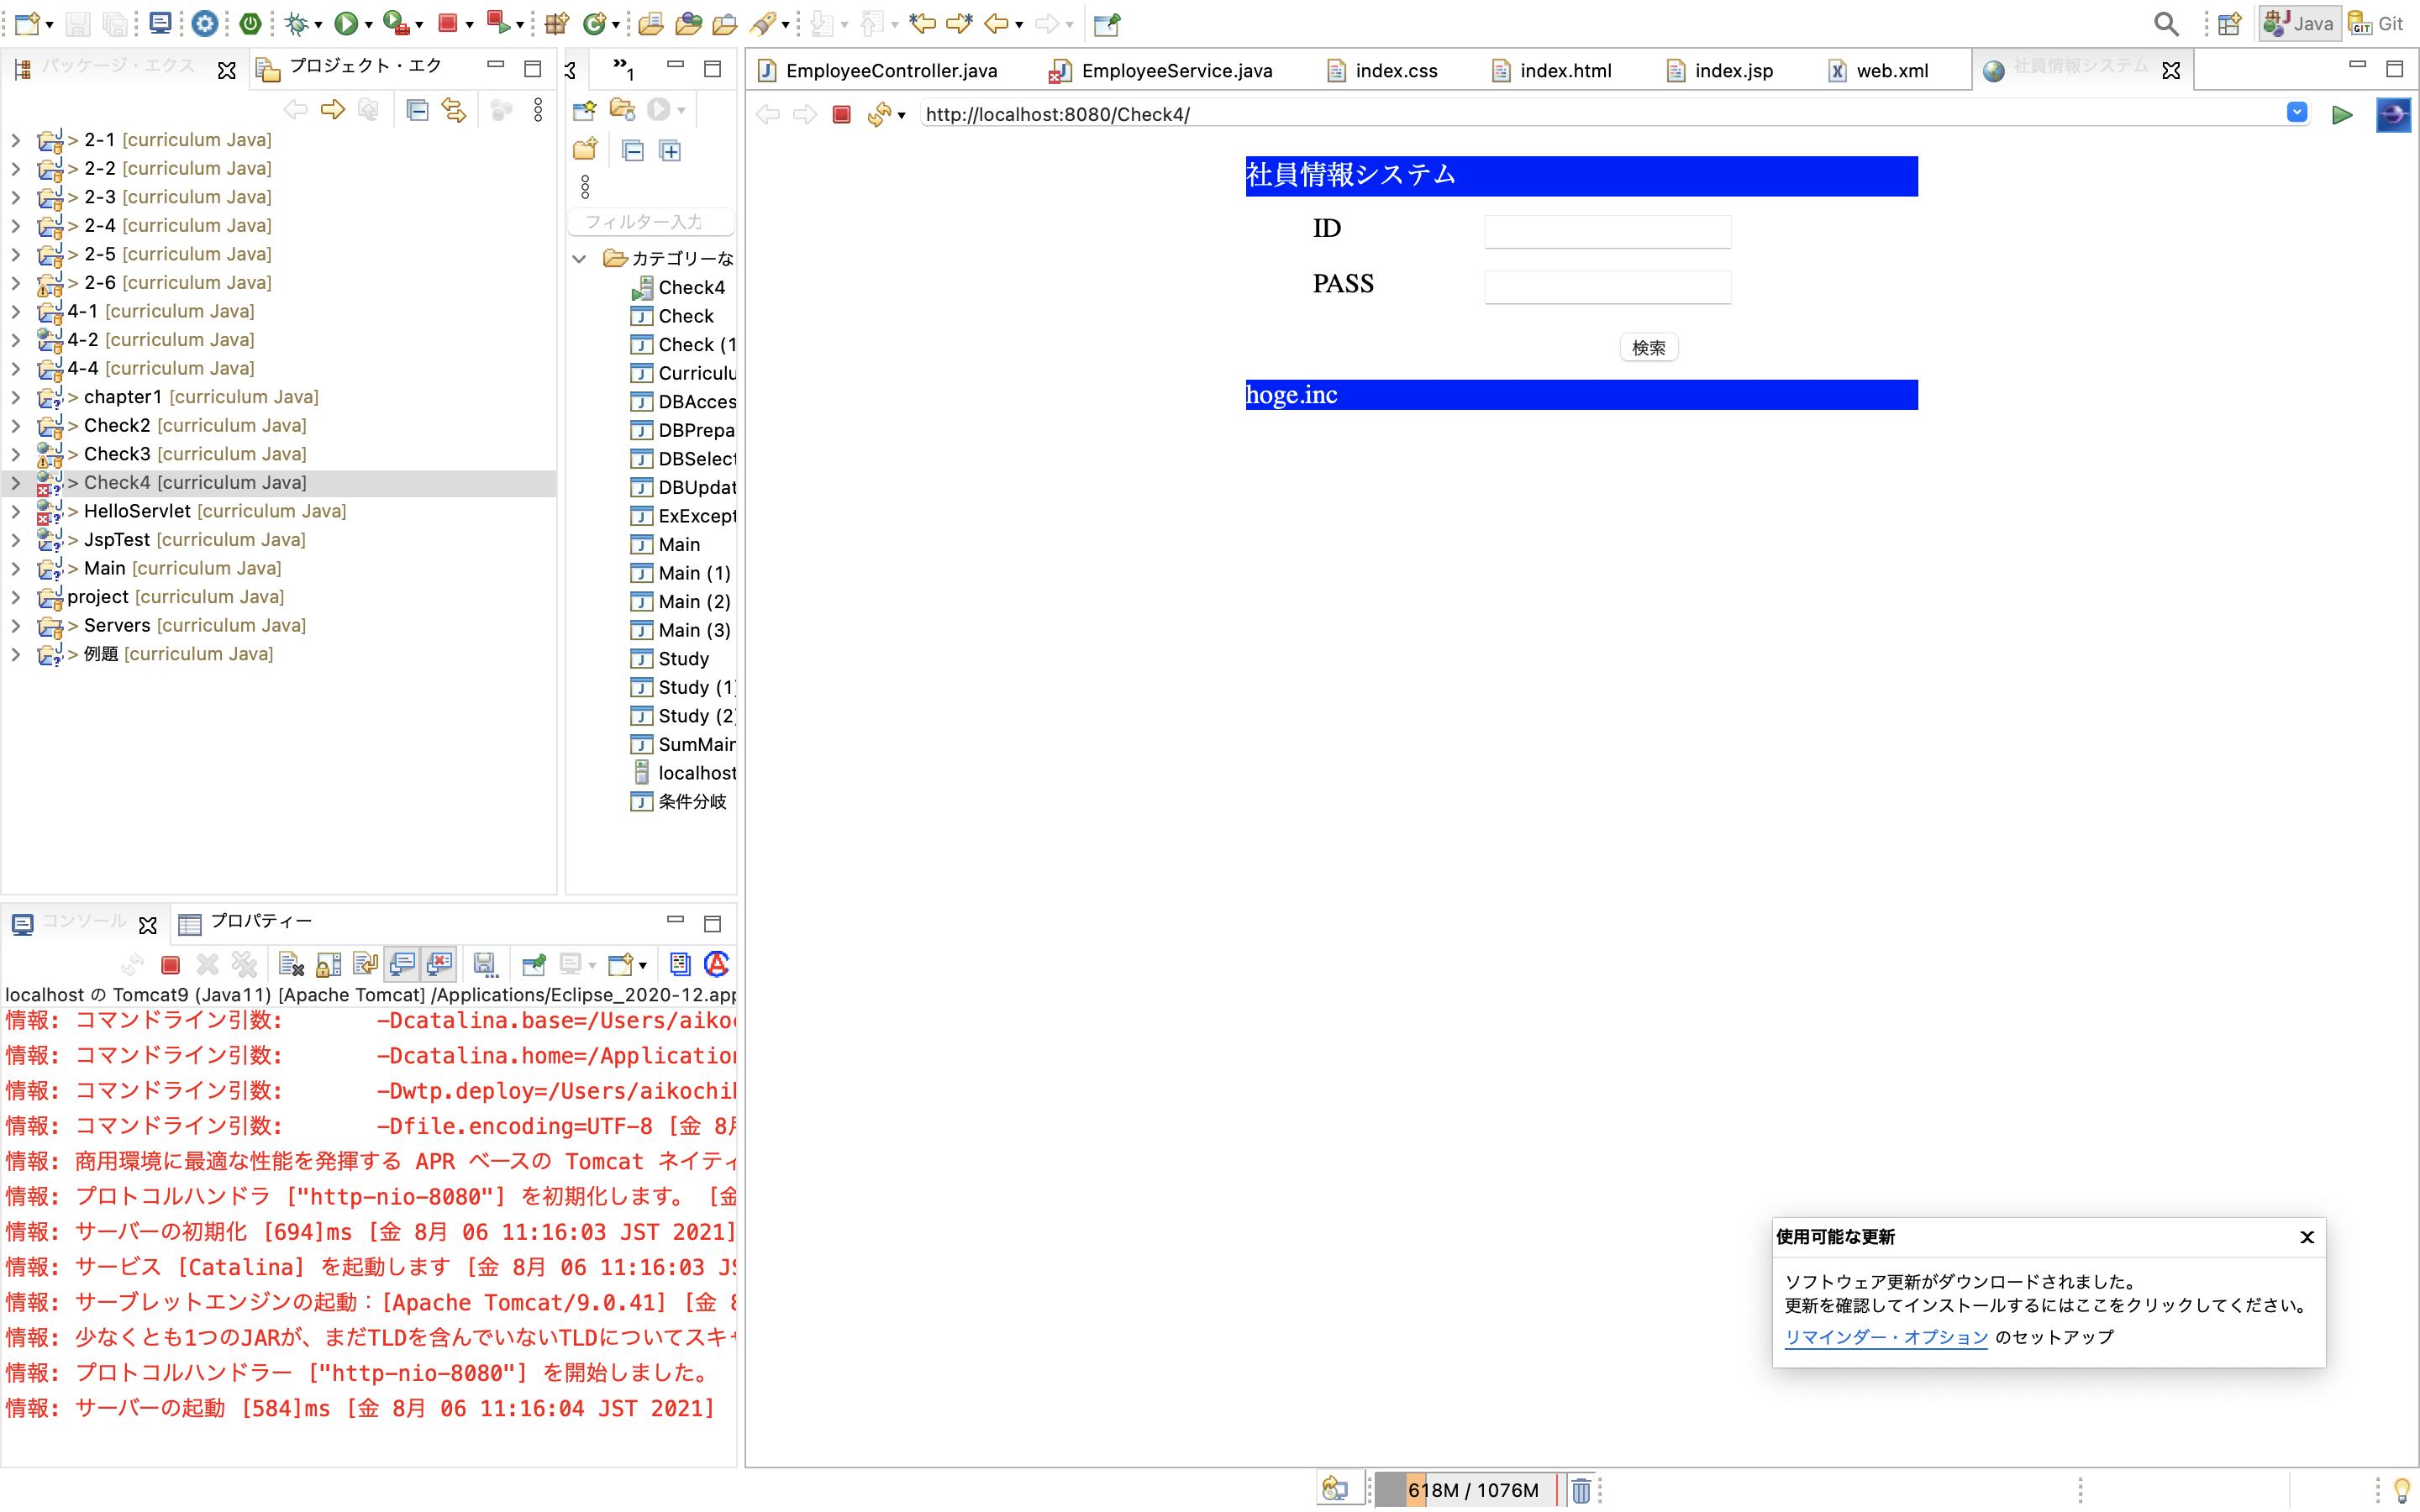 Java
Git
パッケージ・エクス
プロジェクト・エク
> 2-1 [curriculum Java]
> 2-2 [curriculum Java]
> 2-3 [curriculum Java]
> 2-4 [curriculum Java]
> 2-5 [curriculum Java]
> 2-6 [curriculum Java]
4-1 [curriculum Java]
4-2 [curriculum Java]
4-4 [curriculum Java]
> chapter1 [curriculum Java]
> Check2 [curriculum Java]
> Check3 [curriculum Java]
> Check4 [curriculum Java]
> HelloServlet [curriculum Java]
> JspTest [curriculum Java]
> Main [curriculum Java]
project [curriculum Java]
> Servers [curriculum Java]
> 例題 [curriculum Java]
»1
フィルター入力
カテゴリーな
Check4
Check
Check (1
Curriculu
DBAcces
DBPrepa
DBSelect
DBUpdat
ExExcept
Main
Main (1)
Main (2)
Main (3)
Study
Study (1)
Study (2)
SumMain
localhost
条件分岐
EmployeeController.java
EmployeeService.java
index.css
index.html
index.jsp
web.xml
社員情報システム
http://localhost:8080/Check4/
社員情報システム
ID
PASS
検索
hoge.inc
コンソール
プロパティー
localhost の Tomcat9 (Java11) [Apache Tomcat] /Applications/Eclipse_2020-12.app
情報: コマンドライン引数: -Dcatalina.base=/Users/aiko
情報: コマンドライン引数: -Dcatalina.home=/Application
情報: コマンドライン引数: -Dwtp.deploy=/Users/aikochi
情報: コマンドライン引数: -Dfile.encoding=UTF-8 [金 8月
情報: 商用環境に最適な性能を発揮する APR ベースの Tomcat ネイティ
情報: プロトコルハンドラ ["http-nio-8080"] を初期化します。 [金
情報: サーバーの初期化 [694]ms [金 8月 06 11:16:03 JST 2021]
情報: サービス [Catalina] を起動します [金 8月 06 11:16:03 JS
情報: サーブレットエンジンの起動：[Apache Tomcat/9.0.41] [金 8
情報: 少なくとも1つのJARが、まだTLDを含んでいないTLDについてスキャ
情報: プロトコルハンドラー ["http-nio-8080"] を開始しました。
情報: サーバーの起動 [584]ms [金 8月 06 11:16:04 JST 2021]
使用可能な更新
ソフトウェア更新がダウンロードされました。
更新を確認してインストールするにはここをクリックしてください。
リマインダー・オプション のセットアップ
618M / 1076M